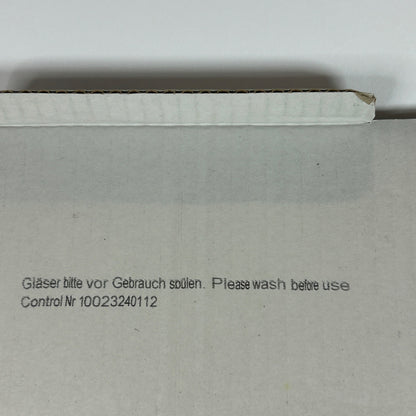 Gläser bitte vor Gebrauch spülen. Please wash before use
Control Nr 10023240112